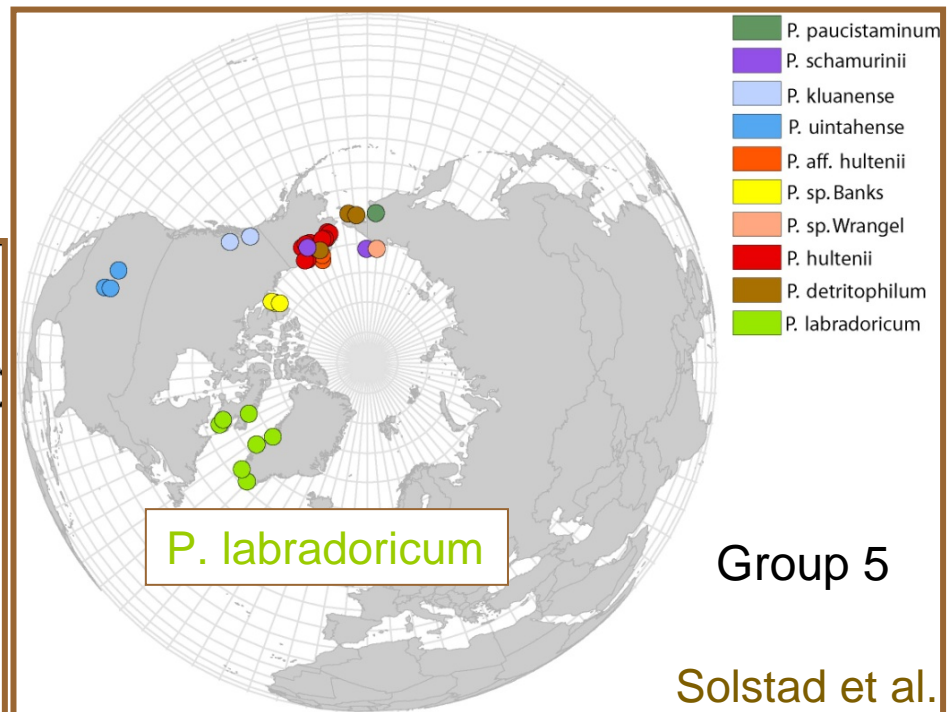 P. paucistaminum
P. schamurinii
P. kluanense
P. uintahense
P. aff. hultenii
P. sp. Banks
P. sp. Wrangel
P. hultenii
P. detritophilum
P. labradoricum
P. labradoricum
Group 5
Solstad et al.